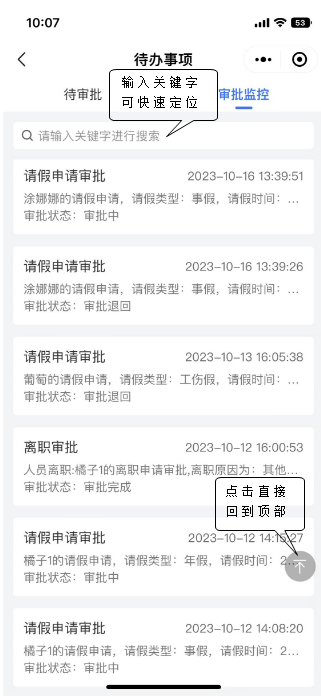 10:07
53
待办事项
待审批
审批监控
输入关键字
可快速定位
请输入关键字进行搜索
请假申请审批 2023-10-16 13:39:51
涂娜娜的请假申请，请假类型：事假，请假时间：...
审批状态：审批中
请假申请审批 2023-10-16 13:39:26
涂娜娜的请假申请，请假类型：事假，请假时间：...
审批状态：审批退回
请假申请审批 2023-10-13 16:05:38
葡萄的请假申请，请假类型：工伤假，请假时间：...
审批状态：审批退回
离职审批 2023-10-12 16:00:53
人员离职:橘子1的离职申请审批,离职原因为：其他...
审批状态：审批完成
点击直接
回到顶部
请假申请审批 2023-10-12 14:15:27
橘子1的请假申请，请假类型：年假，请假时间：2...
审批状态：审批中
请假申请审批 2023-10-12 14:08:20
橘子1的请假申请，请假类型：事假，请假时间：2...
审批状态：审批中